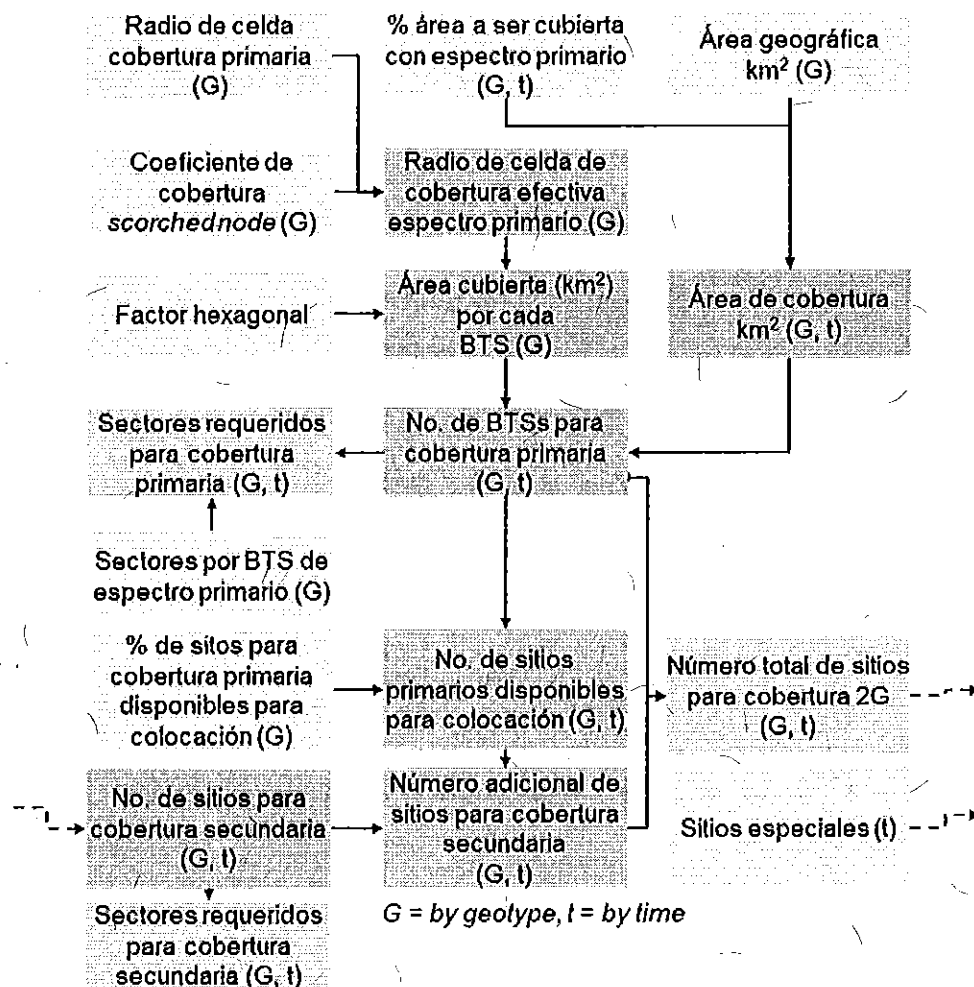 Radio de celda
cobertura primaria
(G)
% área a ser cubierta
con espectro primario
(G, t)
Área geográfica
km² (G)
Coeficiente de
cobertura
scorched node (G)
Radio de celda de
cobertura efectiva
espectro primario (G)
Factor hexagonal
Área cubierta (km²)
por cada
BTS (G)
Área de cobertura
km² (G, t)
Sectores requeridos
para cobertura
primaria (G, t)
No. de BTSs para
cobertura primaria
(G, t)
Sectores por BTS de
espectro primario (G)
% de sitos para
cobertura primaria
disponibles para
colocación (G)
No. de sitios
primarios disponibles
para colocación (G, t)
Número total de sitios
para cobertura 2G
(G, t)
No. de sitios para
cobertura secundaria
(G, t)
Número adicional de
sitios para cobertura
secundaria
(G, t)
Sitios especiales (t)
Sectores requeridos
para cobertura
secundaria (G, t)
G = by geotype, t = by time